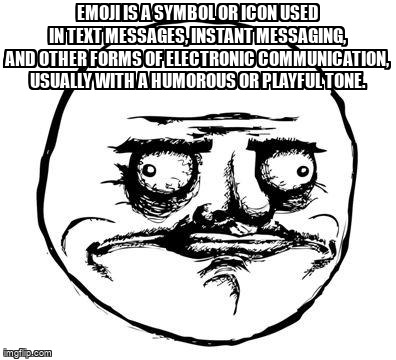 EMOJI IS A SYMBOL OR ICON USED
IN TEXT MESSAGES, INSTANT MESSAGING,
AND OTHER FORMS OF ELECTRONIC COMMUNICATION,
USUALLY WITH A HUMOROUS OR PLAYFUL TONE.
imgflip.com